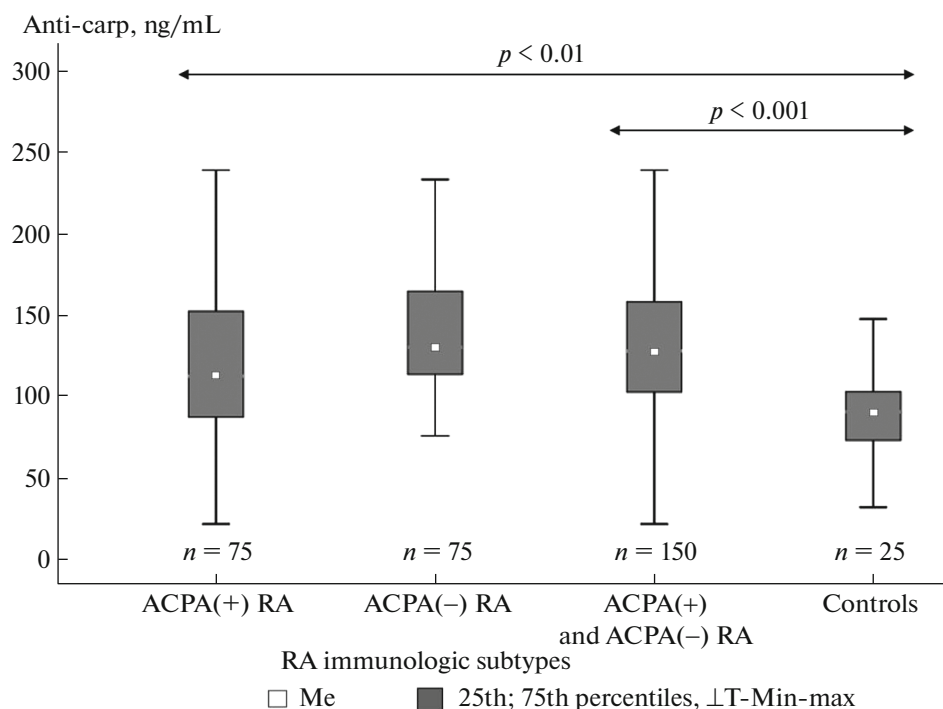 Anti-carp, ng/mL
300
p < 0.01
p < 0.001
250
200
150
100
50
0
n = 75
n = 75
n = 150
n = 25
ACPA(+) RA
ACPA(–) RA
ACPA(+)
and ACPA(–) RA
Controls
RA immunologic subtypes
Me
25th; 75th percentiles, ⊥T-Min-max